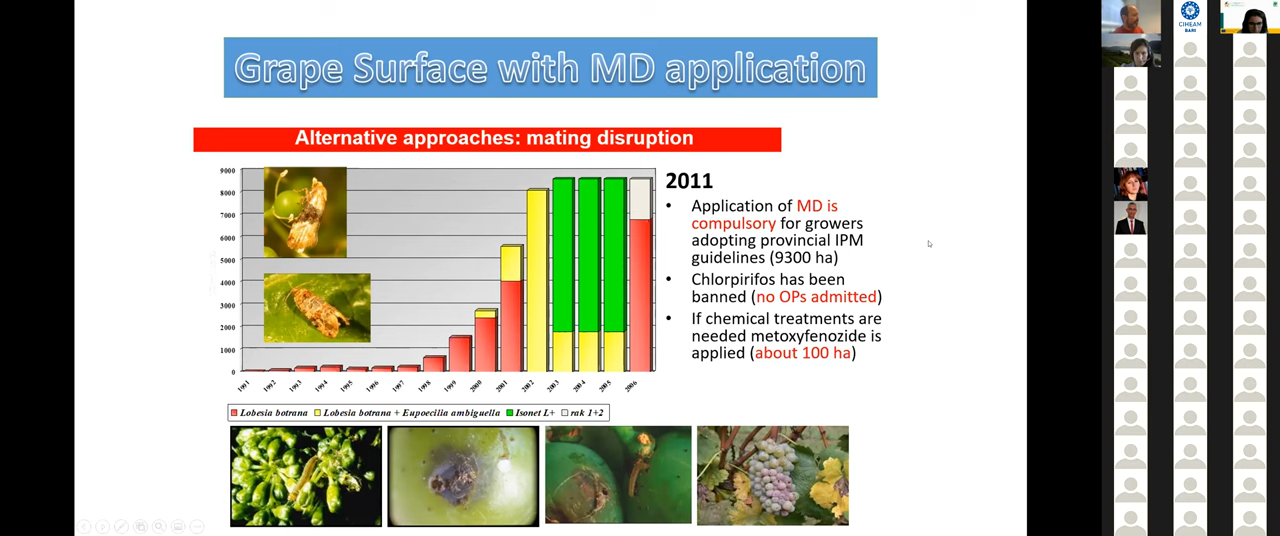 Grape Surface with MD application
Alternative approaches: mating disruption
9000
8000
7000
6000
5000
4000
3000
2000
1000
0
1991
1992
1993
1994
1995
1996
1997
1998
1999
2000
2001
2002
2003
2004
2005
2006
Lobesia botrana
Lobesia botrana + Eupoecilia ambiguella
Isonet L+
rak 1+2
2011
• Application of MD is
compulsory for growers
adopting provincial IPM
guidelines (9300 ha)
• Chlorpirifos has been
banned (no OPs admitted)
• If chemical treatments are
needed metoxyfenozide is
applied (about 100 ha)
CIHEAM
BARI